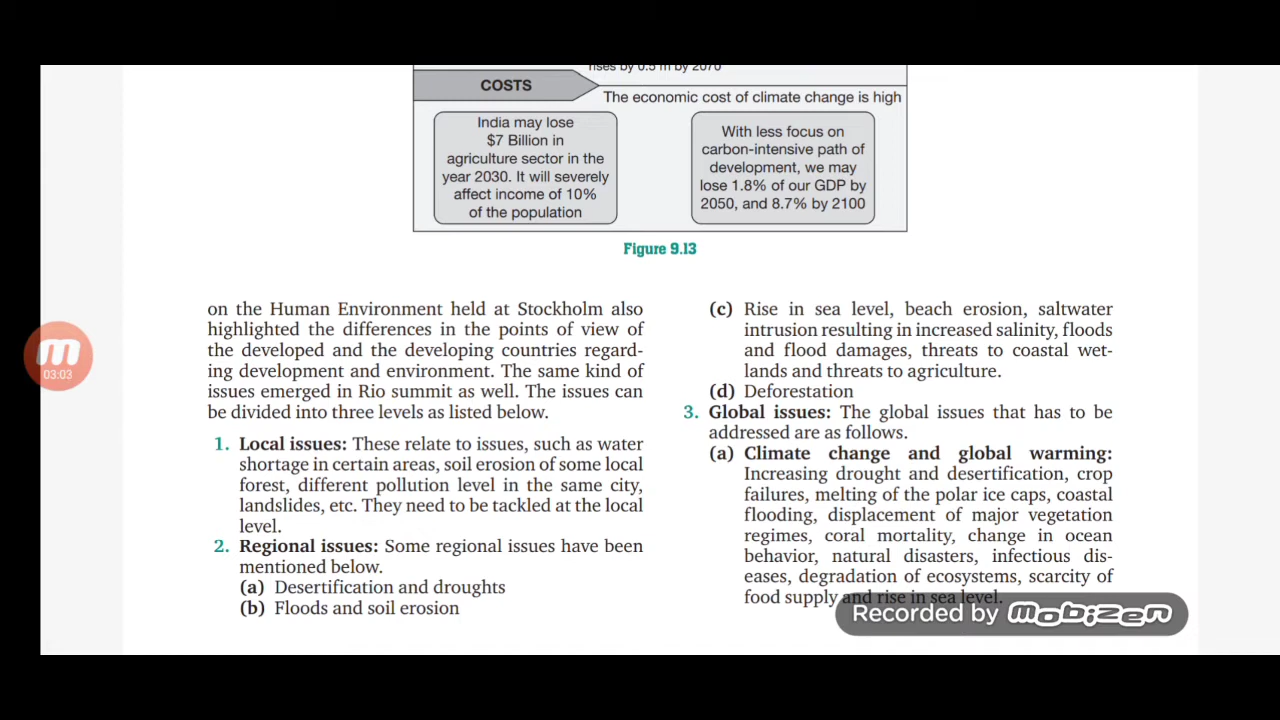 rises by 0.5 m by 2070
COSTS
The economic cost of climate change is high
India may lose
$7 Billion in
agriculture sector in the
year 2030. It will severely
affect income of 10%
of the population
With less focus on
carbon-intensive path of
development, we may
lose 1.8% of our GDP by
2050, and 8.7% by 2100
Figure 9.13
on the Human Environment held at Stockholm also
highlighted the differences in the points of view of
the developed and the developing countries regard-
ing development and environment. The same kind of
issues emerged in Rio summit as well. The issues can
be divided into three levels as listed below.
1. Local issues: These relate to issues, such as water
shortage in certain areas, soil erosion of some local
forest, different pollution level in the same city,
landslides, etc. They need to be tackled at the local
level.
2. Regional issues: Some regional issues have been
mentioned below.
(a) Desertification and droughts
(b) Floods and soil erosion
(c) Rise in sea level, beach erosion, saltwater
intrusion resulting in increased salinity, floods
and flood damages, threats to coastal wet-
lands and threats to agriculture.
(d) Deforestation
3. Global issues: The global issues that has to be
addressed are as follows.
(a) Climate change and global warming:
Increasing drought and desertification, crop
failures, melting of the polar ice caps, coastal
flooding, displacement of major vegetation
regimes, coral mortality, change in ocean
behavior, natural disasters, infectious dis-
eases, degradation of ecosystems, scarcity of
food supply and rise in sea level.
03:03
Recorded by mobizen